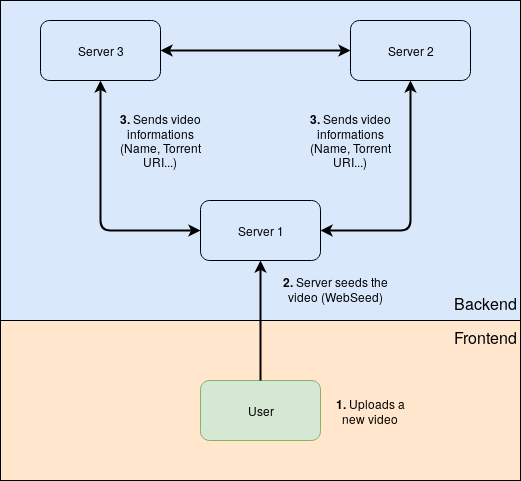 Server 3
Server 2
3. Sends video
informations
(Name, Torrent
URI...)
3. Sends video
informations
(Name, Torrent
URI...)
Server 1
2. Server seeds the
video (WebSeed)
Backend
Frontend
User
1. Uploads a
new video